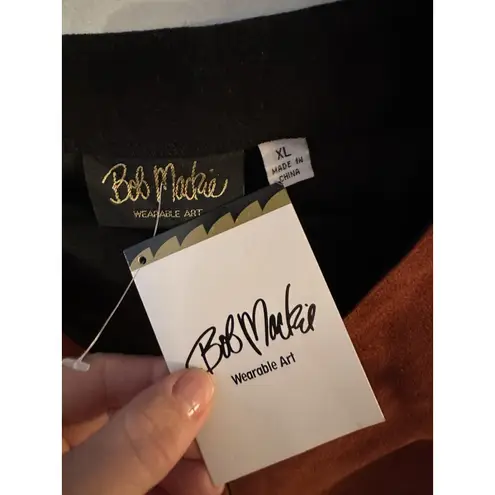 Bob Mackie
WEARABLE ART
XL
MADE IN
CHINA
Bob Mackie
Wearable Art